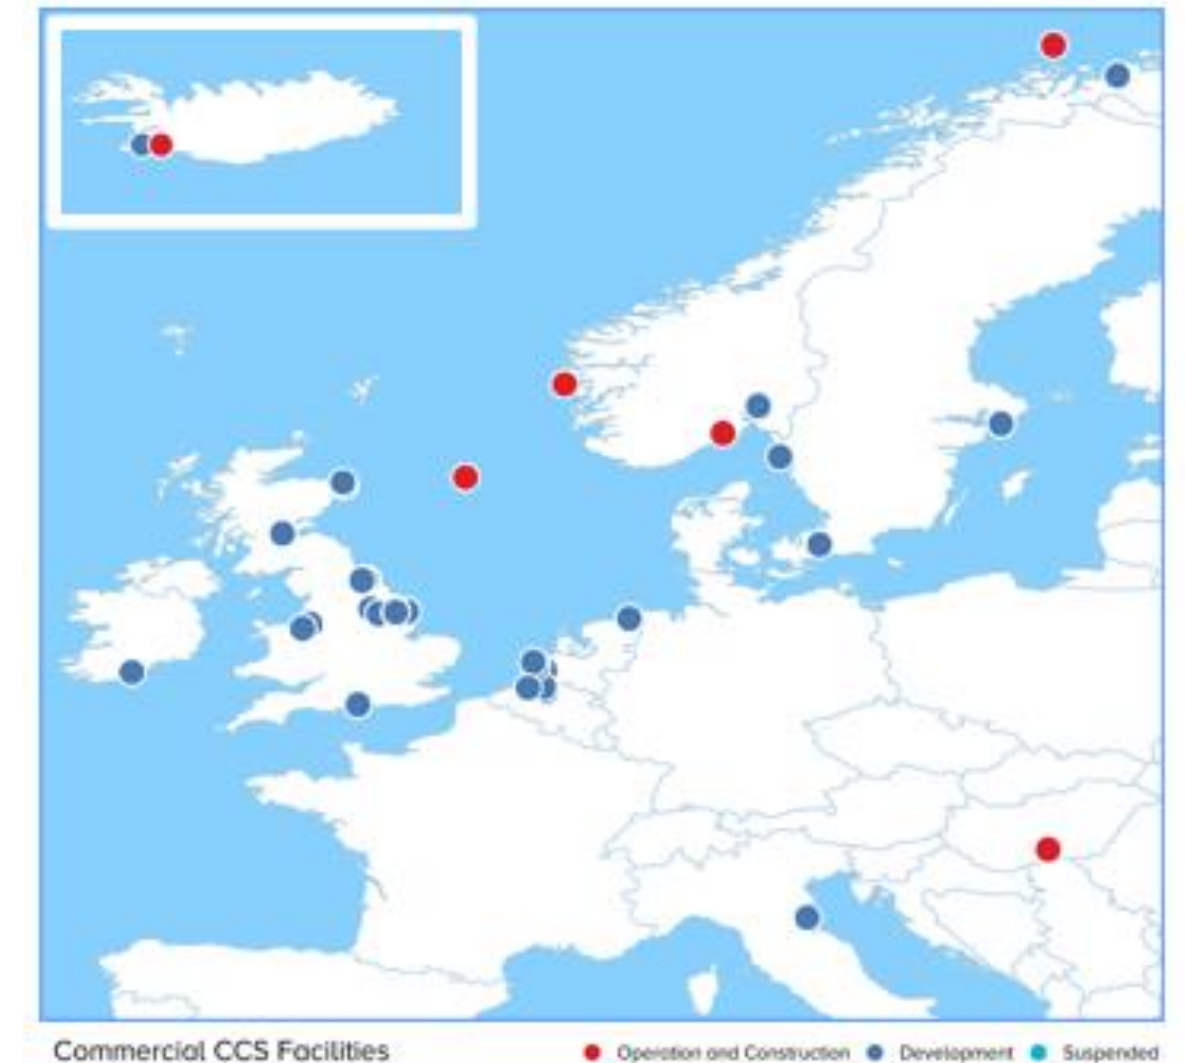 Commercial CCS Facilities
Operation and Construction
Development
Suspended